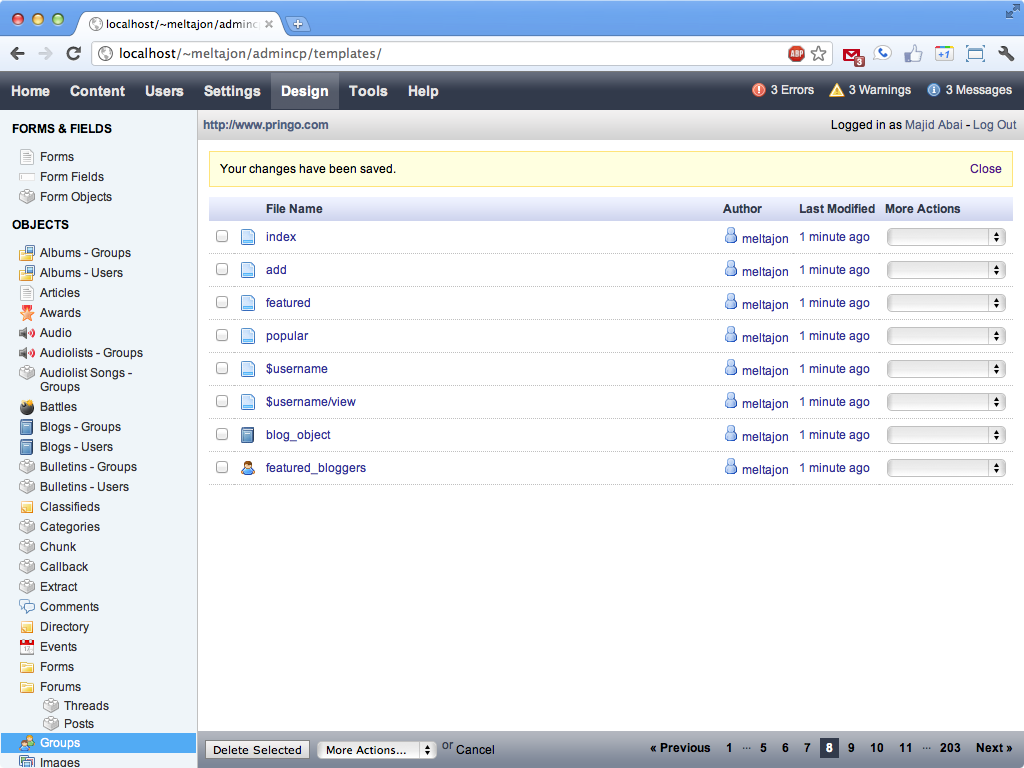 localhost/~meltajon/adminc
localhost/~meltajon/admincp/templates/
ABP
3
+1
Home Content Users Settings Design Tools Help
3 Errors 3 Warnings 3 Messages
FORMS & FIELDS
Forms
Form Fields
Form Objects
OBJECTS
Albums - Groups
Albums - Users
Articles
Awards
Audio
Audiolists - Groups
Audiolist Songs -
Groups
Battles
Blogs - Groups
Blogs - Users
Bulletins - Groups
Bulletins - Users
Classifieds
Categories
Chunk
Callback
Extract
Comments
Directory
Events
Forms
Forums
Threads
Posts
Groups
Images
http://www.pringo.com
Logged in as Majid Abai - Log Out
Your changes have been saved. Close
File Name Author Last Modified More Actions
index meltajon 1 minute ago
add meltajon 1 minute ago
featured meltajon 1 minute ago
popular meltajon 1 minute ago
$username meltajon 1 minute ago
$username/view meltajon 1 minute ago
blog_object meltajon 1 minute ago
featured_bloggers meltajon 1 minute ago
Delete Selected More Actions... or Cancel
« Previous 1 ... 5 6 7 8 9 10 11 ... 203 Next »